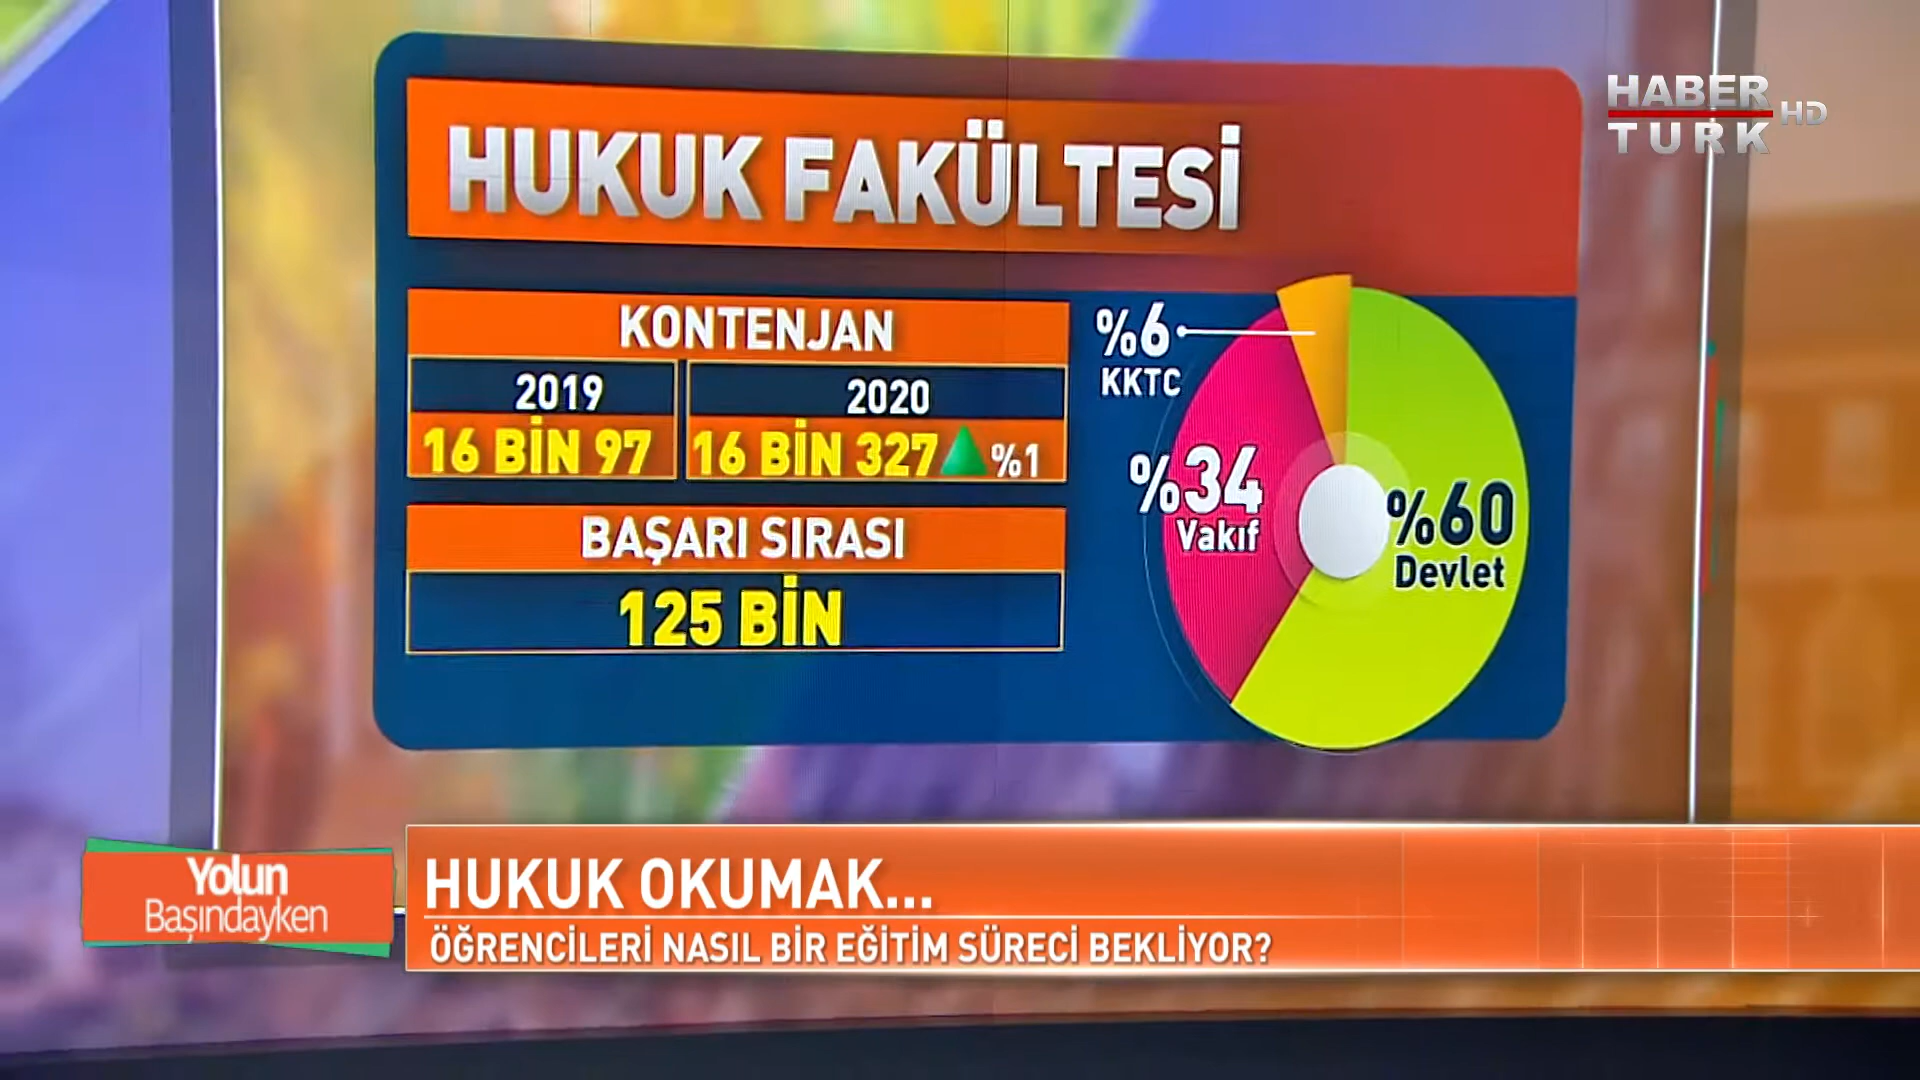 HABER
TURK HD
HUKUK FAKÜLTESİ
KONTENJAN
2019
2020
16 BİN 97
16 BİN 327 %1
BAŞARI SIRASI
125 BİN
%6
KKTC
%34
Vakıf
%60
Devlet
Yolun
Başındayken
HUKUK OKUMAK...
ÖĞRENCİLERİ NASIL BİR EĞİTİM SÜRECİ BEKLİYOR?